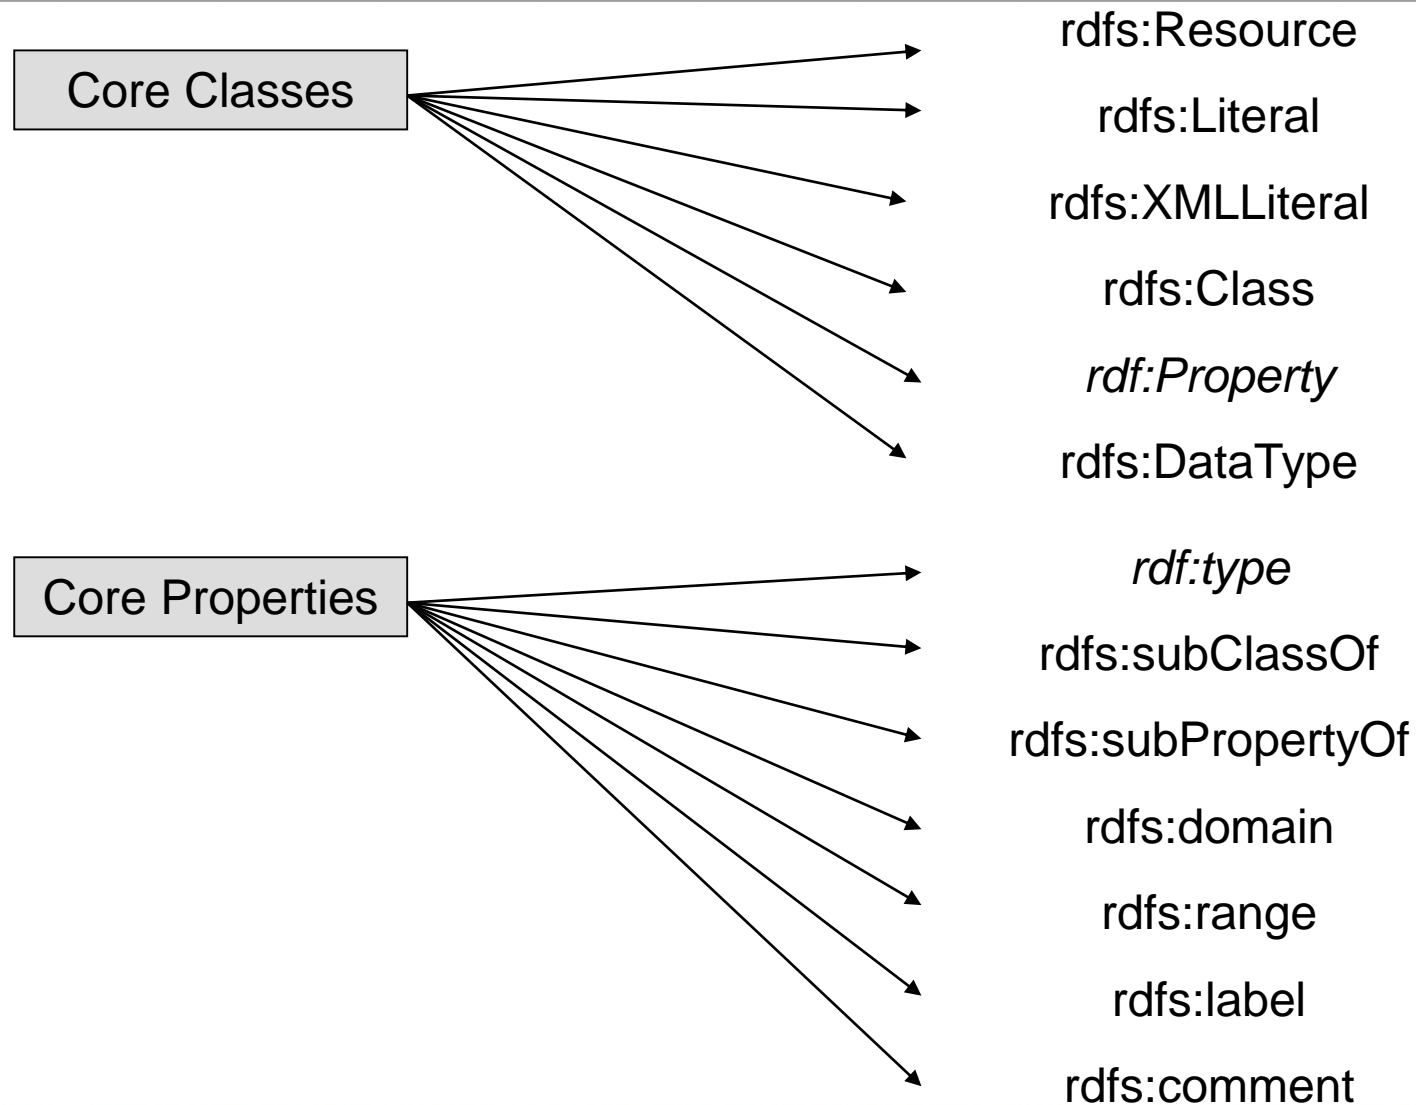 Core Classes
rdfs:Resource
rdfs:Literal
rdfs:XMLLiteral
rdfs:Class
rdf:Property
rdfs:DataType
Core Properties
rdf:type
rdfs:subClassOf
rdfs:subPropertyOf
rdfs:domain
rdfs:range
rdfs:label
rdfs:comment